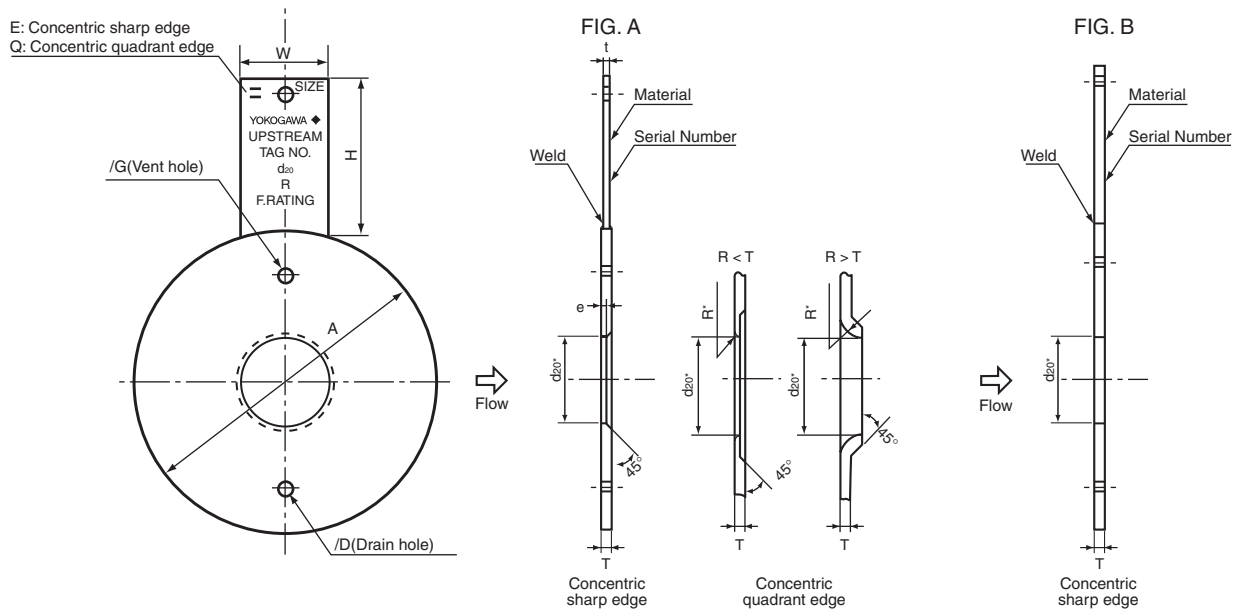 E: Concentric sharp edge
Q: Concentric quadrant edge
W
SIZE
YOKOGAWA ◆
UPSTREAM
TAG NO.
d20
R
F.RATING
H
/G(Vent hole)
A
/D(Drain hole)
Flow
FIG. A
t
Material
Serial Number
Weld
e
d20*
45°
T
Concentric
sharp edge
R < T
R*
d20*
45°
T
R > T
R*
d20*
45°
T
Concentric
quadrant edge
Flow
FIG. B
Material
Serial Number
Weld
d20*
T
Concentric
sharp edge